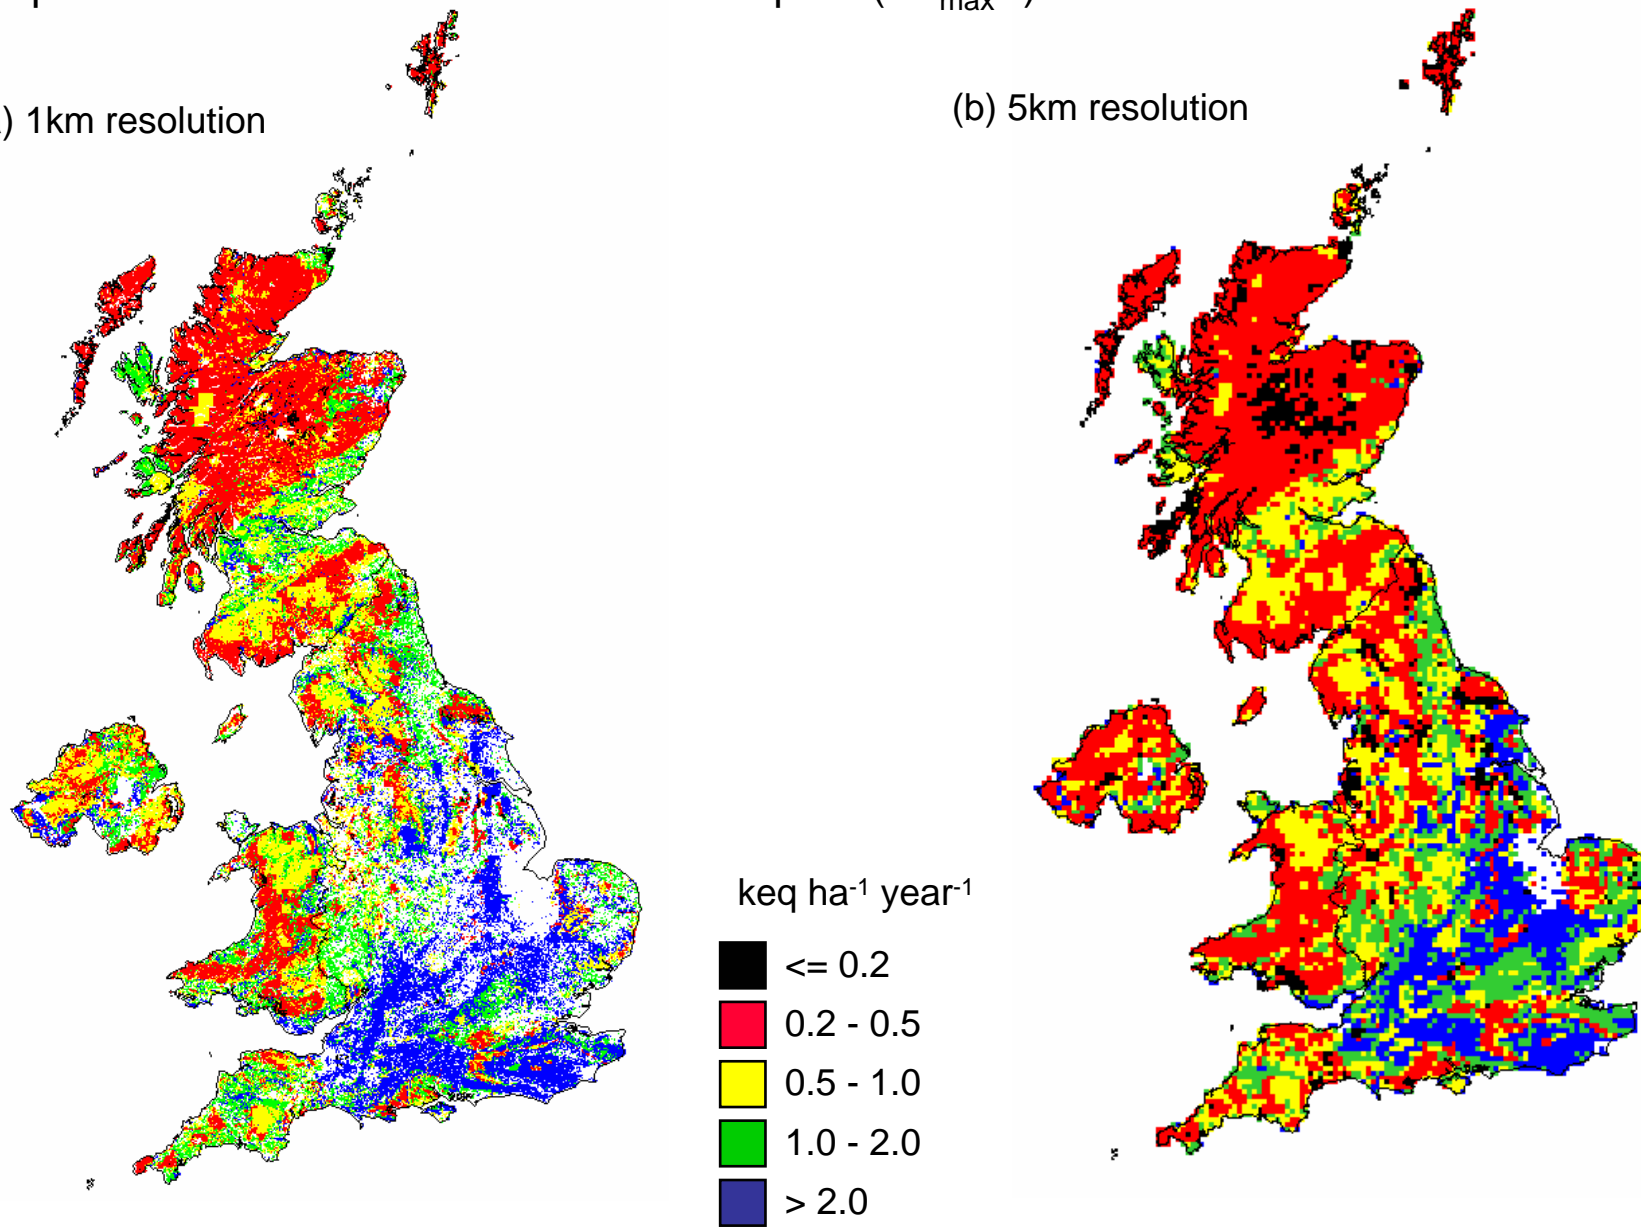 max
) 1km resolution
(b) 5km resolution
keq ha-1 year-1
<= 0.2
0.2 - 0.5
0.5 - 1.0
1.0 - 2.0
> 2.0